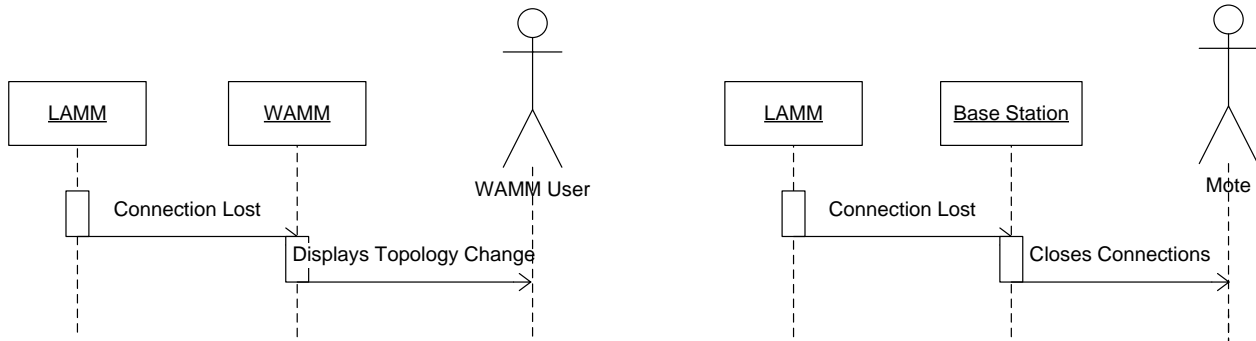 LAMM
WAMM
WAMM User
Connection Lost
Displays Topology Change
LAMM
Base Station
Mote
Connection Lost
Closes Connections